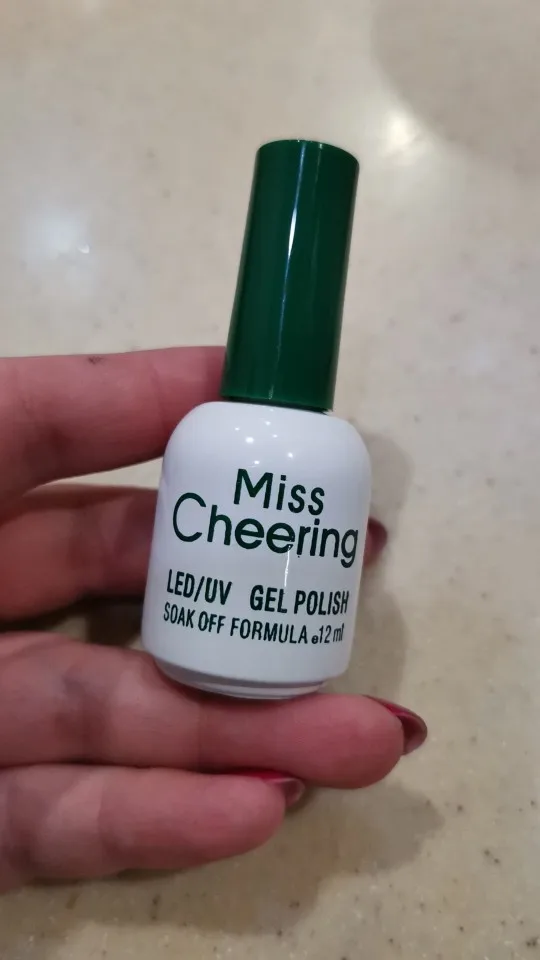 Miss
Cheering
LED/UV GEL POLISH
SOAK OFF FORMULA e12 ml